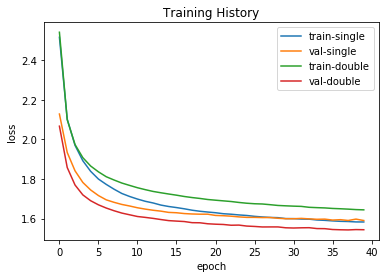 Training History
train-single
val-single
train-double
val-double
loss
2.4
2.2
2.0
1.8
1.6
0 5 10 15 20 25 30 35 40
epoch